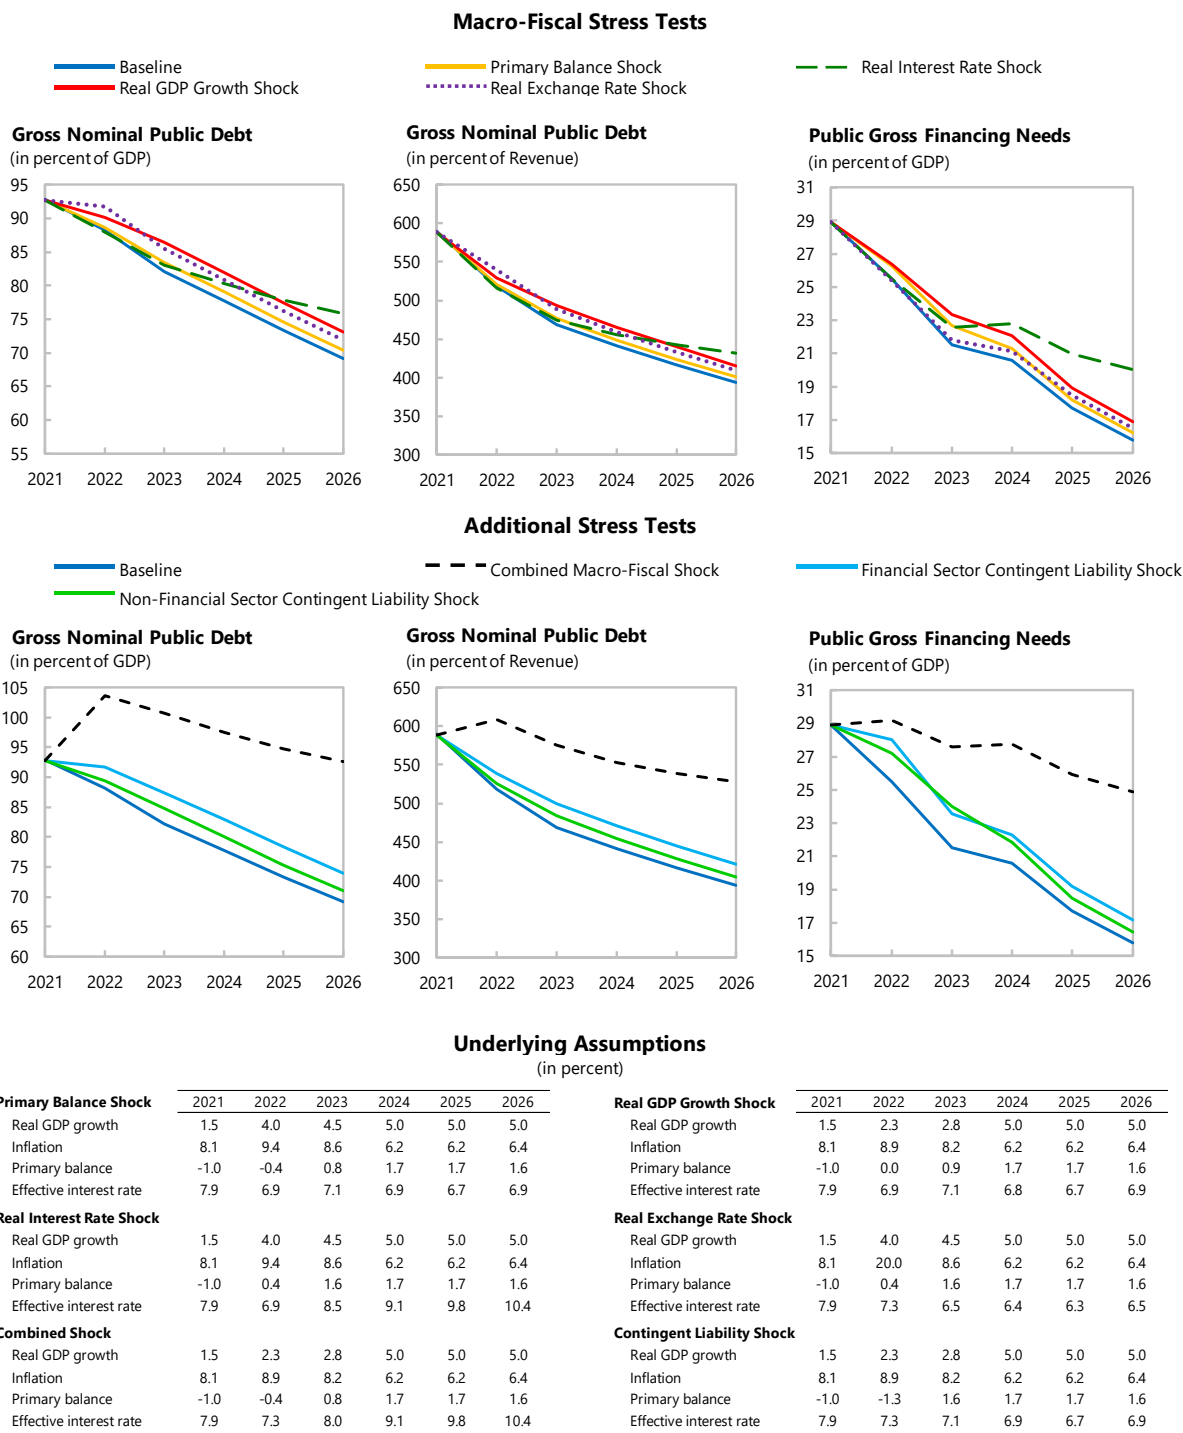 Macro-Fiscal Stress Tests
Baseline
Primary Balance Shock
Real Interest Rate Shock
Real GDP Growth Shock
Real Exchange Rate Shock
Gross Nominal Public Debt
(in percent of GDP)
95
90
85
80
75
70
65
60
55
2021 2022 2023 2024 2025 2026
Gross Nominal Public Debt
(in percent of Revenue)
650
600
550
500
450
400
350
300
2021 2022 2023 2024 2025 2026
Public Gross Financing Needs
(in percent of GDP)
31
29
27
25
23
21
19
17
15
2021 2022 2023 2024 2025 2026
Additional Stress Tests
Baseline
Combined Macro-Fiscal Shock
Financial Sector Contingent Liability Shock
Non-Financial Sector Contingent Liability Shock
Gross Nominal Public Debt
(in percent of GDP)
105
100
95
90
85
80
75
70
65
60
2021 2022 2023 2024 2025 2026
Gross Nominal Public Debt
(in percent of Revenue)
650
600
550
500
450
400
350
300
2021 2022 2023 2024 2025 2026
Public Gross Financing Needs
(in percent of GDP)
31
29
27
25
23
21
19
17
15
2021 2022 2023 2024 2025 2026
Underlying Assumptions
(in percent)
Primary Balance Shock 2021 2022 2023 2024 2025 2026
Real GDP growth 1.5 4.0 4.5 5.0 5.0 5.0
Inflation 8.1 9.4 8.6 6.2 6.2 6.4
Primary balance -1.0 -0.4 0.8 1.7 1.7 1.6
Effective interest rate 7.9 6.9 7.1 6.9 6.7 6.9
Real Interest Rate Shock
Real GDP growth 1.5 4.0 4.5 5.0 5.0 5.0
Inflation 8.1 9.4 8.6 6.2 6.2 6.4
Primary balance -1.0 0.4 1.6 1.7 1.7 1.6
Effective interest rate 7.9 6.9 8.5 9.1 9.8 10.4
Combined Shock
Real GDP growth 1.5 2.3 2.8 5.0 5.0 5.0
Inflation 8.1 8.9 8.2 6.2 6.2 6.4
Primary balance -1.0 -0.4 0.8 1.7 1.7 1.6
Effective interest rate 7.9 7.3 8.0 9.1 9.8 10.4
Real GDP Growth Shock 2021 2022 2023 2024 2025 2026
Real GDP growth 1.5 2.3 2.8 5.0 5.0 5.0
Inflation 8.1 8.9 8.2 6.2 6.2 6.4
Primary balance -1.0 0.0 0.9 1.7 1.7 1.6
Effective interest rate 7.9 6.9 7.1 6.8 6.7 6.9
Real Exchange Rate Shock
Real GDP growth 1.5 4.0 4.5 5.0 5.0 5.0
Inflation 8.1 20.0 8.6 6.2 6.2 6.4
Primary balance -1.0 0.4 1.6 1.7 1.7 1.6
Effective interest rate 7.9 7.3 6.5 6.4 6.3 6.5
Contingent Liability Shock
Real GDP growth 1.5 2.3 2.8 5.0 5.0 5.0
Inflation 8.1 8.9 8.2 6.2 6.2 6.4
Primary balance -1.0 -1.3 1.6 1.7 1.7 1.6
Effective interest rate 7.9 7.3 7.1 6.9 6.7 6.9